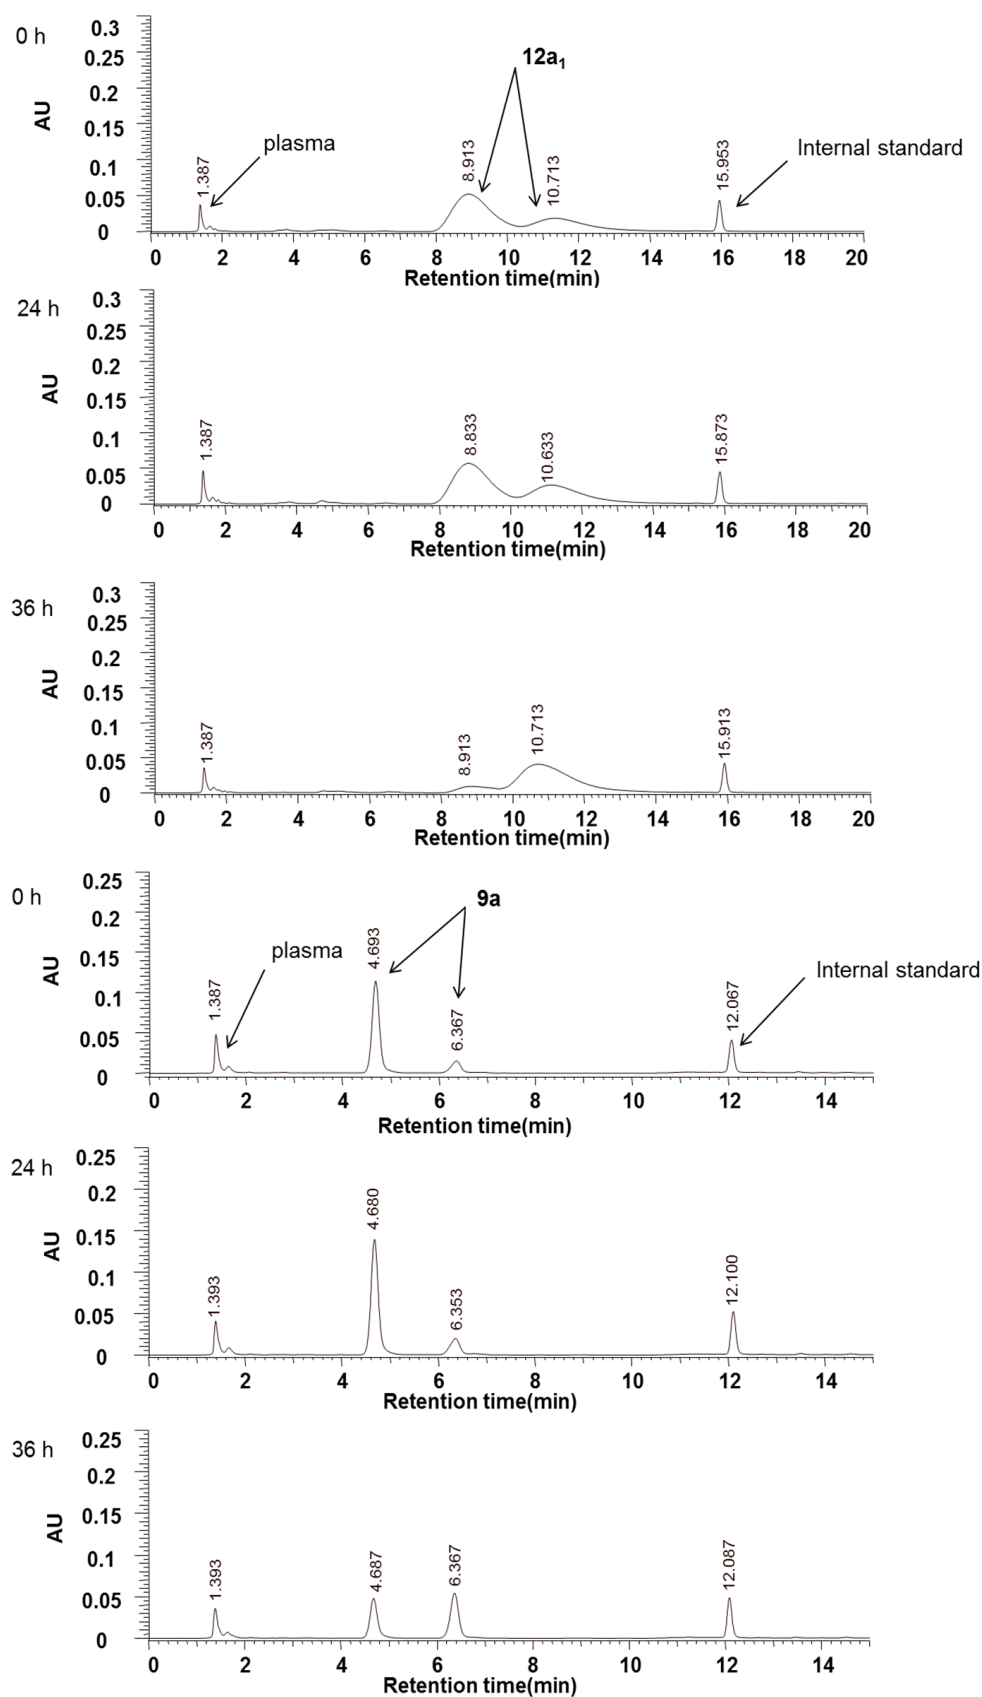 0 h
0.3
0.25
0.2
0.15
0.1
0.05
0
AU
plasma
12a1
Internal standard
1.387
8.913
10.713
15.953
0 2 4 6 8 10 12 14 16 18 20
Retention time(min)
24 h
0.3
0.25
0.2
0.15
0.1
0.05
0
AU
1.387
8.833
10.633
15.873
0 2 4 6 8 10 12 14 16 18 20
Retention time(min)
36 h
0.3
0.25
0.2
0.15
0.1
0.05
0
AU
1.387
8.913
10.713
15.913
0 2 4 6 8 10 12 14 16 18 20
Retention time(min)
0 h
0.25
0.2
0.15
0.1
0.05
0
AU
plasma
9a
Internal standard
1.387
4.693
6.367
12.067
0 2 4 6 8 10 12 14
Retention time(min)
24 h
0.25
0.2
0.15
0.1
0.05
0
AU
1.393
4.680
6.353
12.100
0 2 4 6 8 10 12 14
Retention time(min)
36 h
0.25
0.2
0.15
0.1
0.05
0
AU
1.393
4.687
6.367
12.087
0 2 4 6 8 10 12 14
Retention time(min)